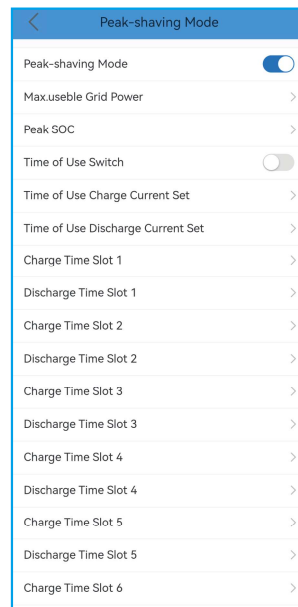 Peak-shaving Mode
Peak-shaving Mode
Max.useble Grid Power
Peak SOC
Time of Use Switch
Time of Use Charge Current Set
Time of Use Discharge Current Set
Charge Time Slot 1
Discharge Time Slot 1
Charge Time Slot 2
Discharge Time Slot 2
Charge Time Slot 3
Discharge Time Slot 3
Charge Time Slot 4
Discharge Time Slot 4
Charge Time Slot 5
Discharge Time Slot 5
Charge Time Slot 6